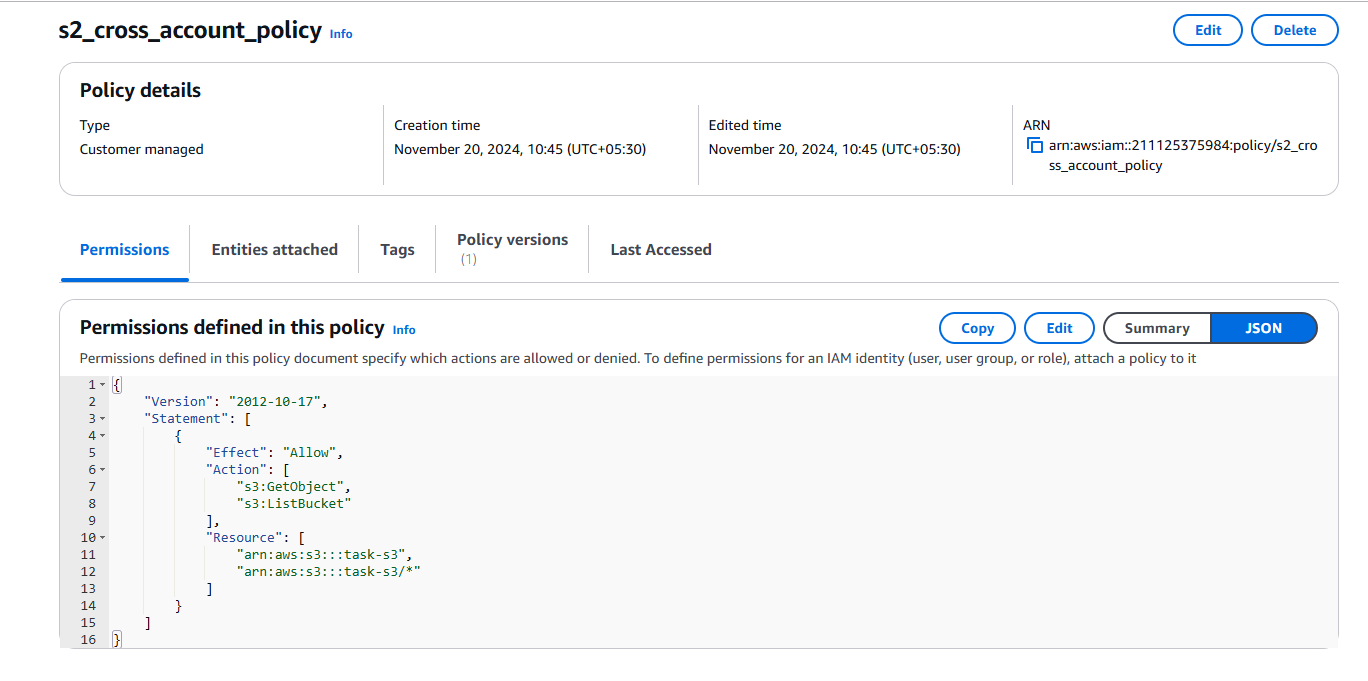 s2_cross_account_policy Info
Edit
Delete
Policy details
Type
Customer managed
Creation time
November 20, 2024, 10:45 (UTC+05:30)
Edited time
November 20, 2024, 10:45 (UTC+05:30)
ARN
arn:aws:iam::211125375984:policy/s2_cro
ss_account_policy
Permissions
Entities attached
Tags
Policy versions
(1)
Last Accessed
Permissions defined in this policy Info
Copy
Edit
Summary
JSON
Permissions defined in this policy document specify which actions are allowed or denied. To define permissions for an IAM identity (user, user group, or role), attach a policy to it
1 {
2     "Version": "2012-10-17",
3     "Statement": [
4         {
5             "Effect": "Allow",
6             "Action": [
7                 "s3:GetObject",
8                 "s3:ListBucket"
9             ],
10             "Resource": [
11                 "arn:aws:s3:::task-s3",
12                 "arn:aws:s3:::task-s3/*"
13             ]
14         }
15     ]
16 }